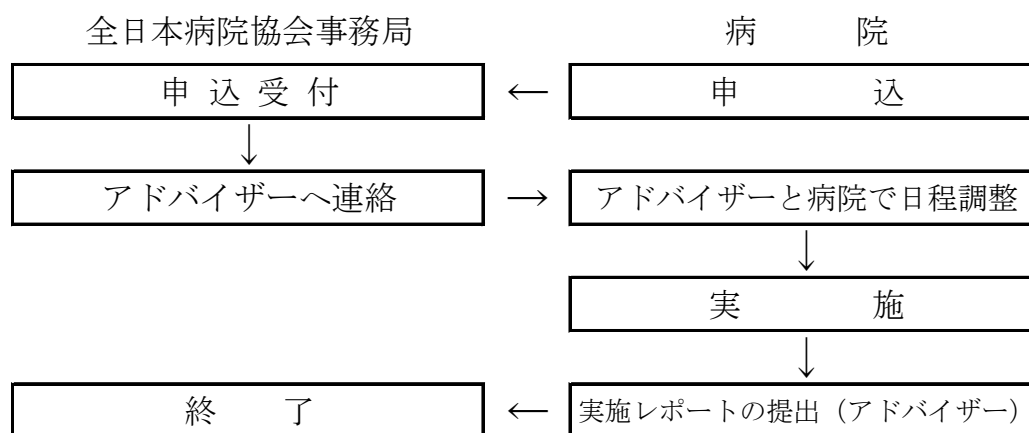 全日本病院協会事務局 病 院
申 込 受 付 ← 申 込
↓
アドバイザーへ連絡 → アドバイザーと病院で日程調整
↓
実 施
↓
終 了 ← 実施レポートの提出（アドバイザー）